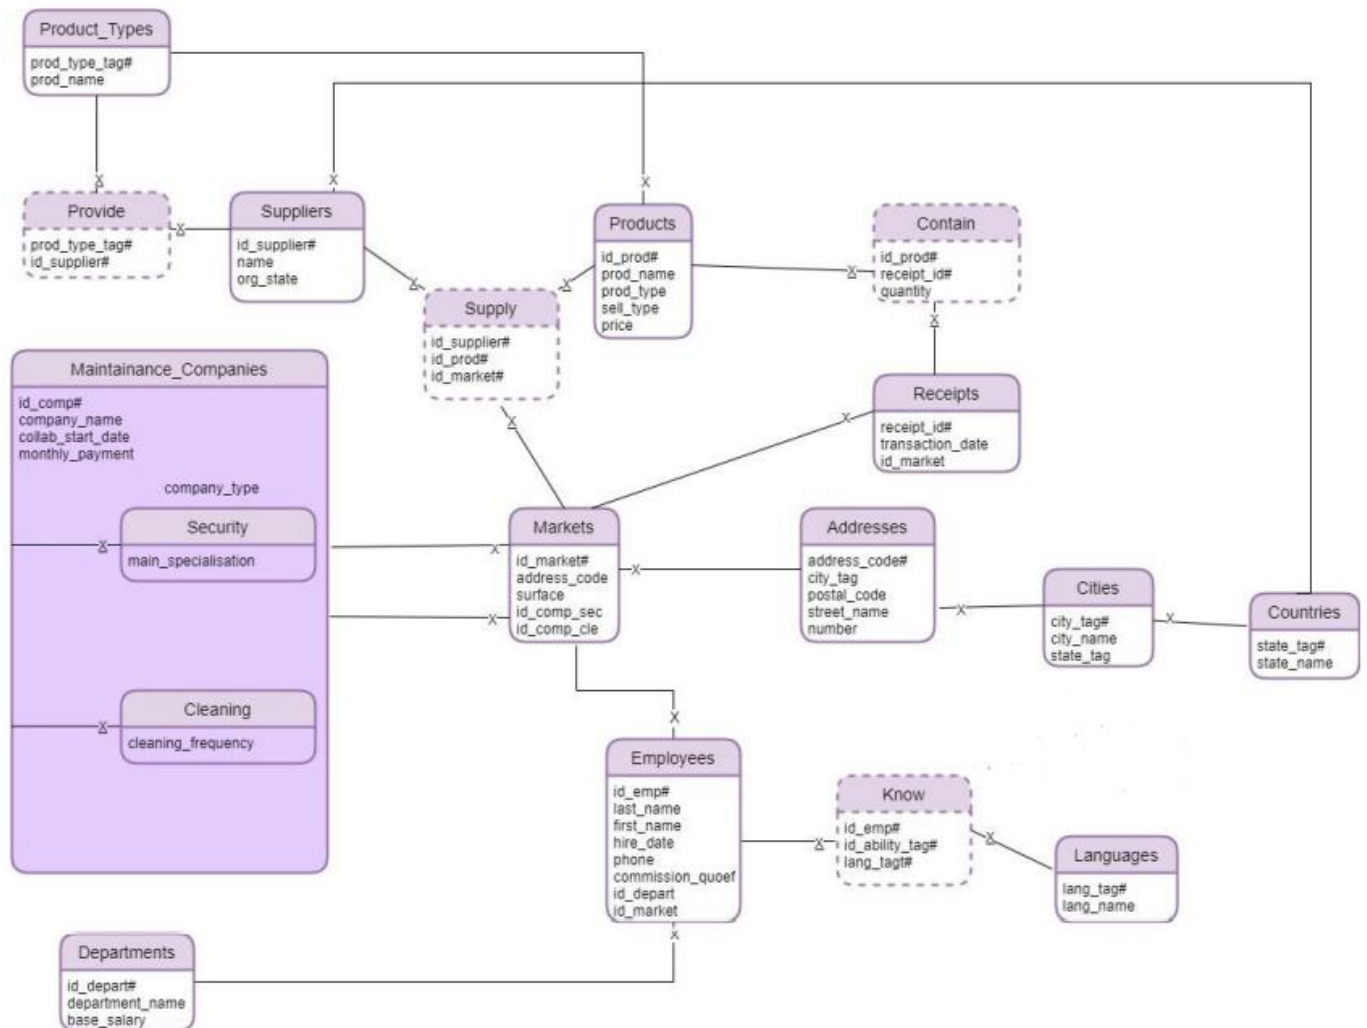 Product_Types
prod_type_tag#
prod_name
Provide
prod_type_tag#
id_supplier#
Suppliers
id_supplier#
name
org_state
Products
id_prod#
prod_name
prod_type
sell_type
price
Contain
id_prod#
receipt_id#
quantity
Supply
id_supplier#
id_prod#
id_market#
Maintainance_Companies
id_comp#
company_name
collab_start_date
monthly_payment
company_type
Security
main_specialisation
Cleaning
cleaning_frequency
Receipts
receipt_id#
transaction_date
id_market
Markets
id_market#
address_code
surface
id_comp_sec
id_comp_cle
Addresses
address_code#
city_tag
postal_code
street_name
number
Cities
city_tag#
city_name
state_tag
Countries
state_tag#
state_name
Employees
id_emp#
last_name
first_name
hire_date
phone
commission_quoef
id_depart
id_market
Know
id_emp#
id_ability_tag#
lang_tagt#
Languages
lang_tag#
lang_name
Departments
id_depart#
department_name
base_salary